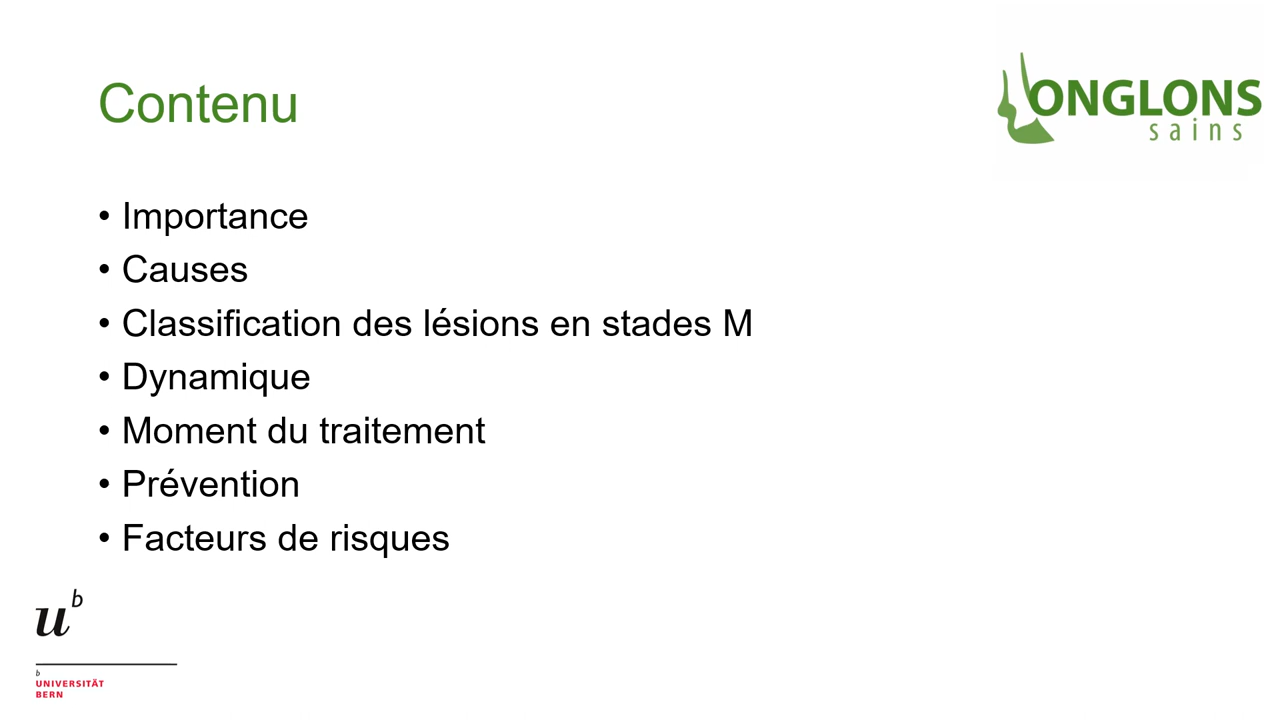 Contenu
ONGLONS
sains
• Importance
• Causes
• Classification des lésions en stades M
• Dynamique
• Moment du traitement
• Prévention
• Facteurs de risques
u b
b
UNIVERSITÄT
BERN